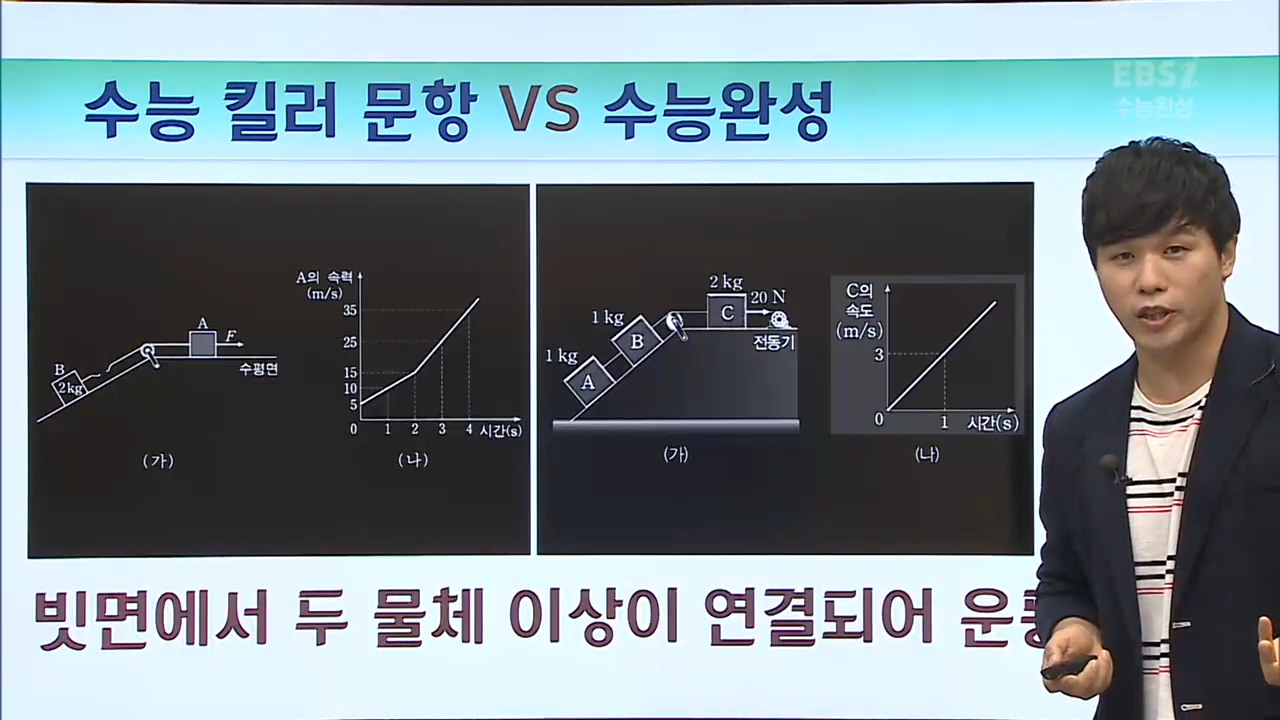 수능 킬러 문항 VS 수능완성
EBSi
수능완성
A의 속력
(m/s)
35
25
15
10
5
0 1 2 3 4 시간(s)
A
F
B
2kg
수평면
(가)
(나)
2 kg
20 N
1 kg
C
B
1 kg
A
전동기
C의
속도
(m/s)
3
0 1 시간(s)
(가)
(나)
빗면에서 두 물체 이상이 연결되어